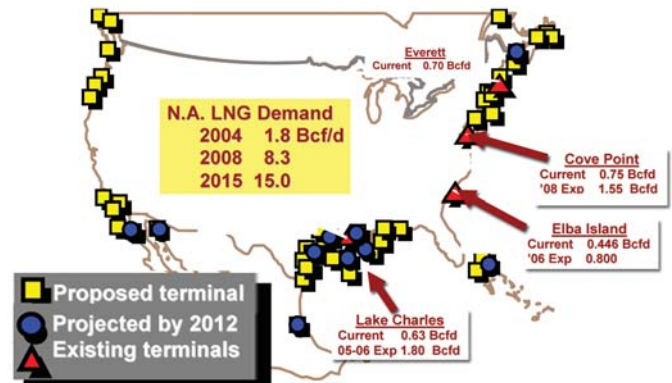 Everett
Current 0.70 Bcfd
N.A. LNG Demand
2004 1.8 Bcf/d
2008 8.3
2015 15.0
Cove Point
Current 0.75 Bcfd
'08 Exp 1.55 Bcfd
Elba Island
Current 0.446 Bcfd
'06 Exp 0.800
Lake Charles
Current 0.63 Bcfd
05-06 Exp 1.80 Bcfd
Proposed terminal
Projected by 2012
Existing terminals